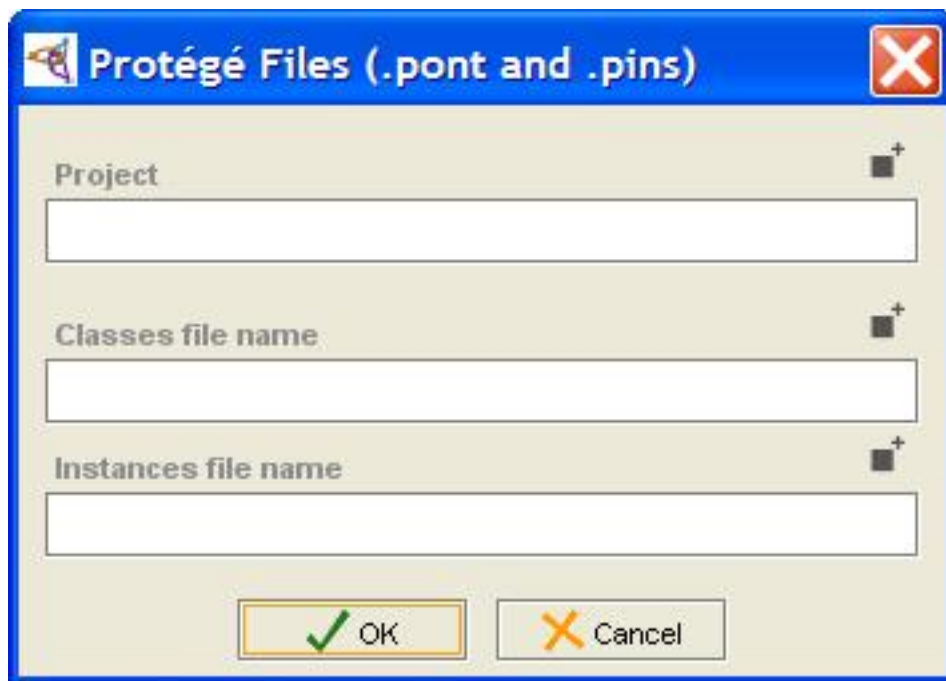 Protégé Files (.pont and .pins)
Project
Classes file name
Instances file name
OK
Cancel